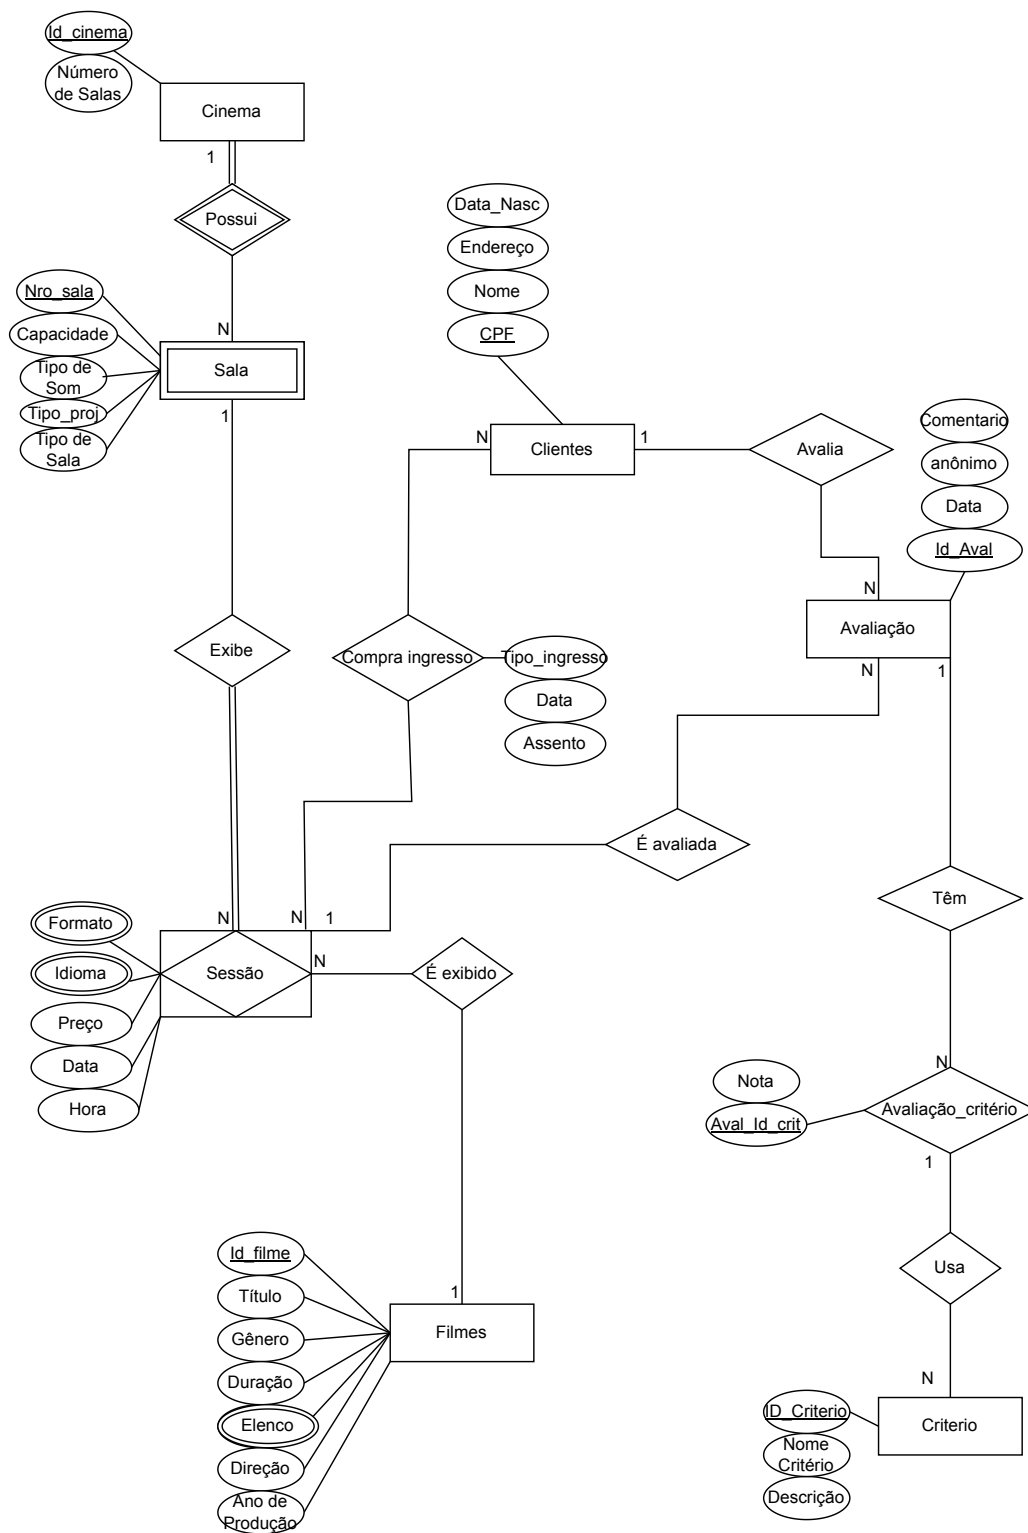 Id_cinema
Número
de Salas
Cinema
1
Possui
N
Nro_sala
Capacidade
Tipo de
Som
Tipo_proj
Tipo de
Sala
Sala
1
Data_Nasc
Endereço
Nome
CPF
N
Clientes
1
Avalia
Comentario
anônimo
Data
Id_Aval
N
Avaliação
N
1
Exibe
Compra ingresso
Tipo_ingresso
Data
Assento
É avaliada
Têm
N
N
1
Formato
Idioma
Preço
Data
Hora
Sessão
N
É exibido
N
Nota
Aval_Id_crit
Avaliação_critério
1
Usa
N
Id_filme
Título
Gênero
Duração
Elenco
Direção
Ano de
Produção
1
Filmes
ID_Criterio
Nome
Critério
Descrição
Criterio